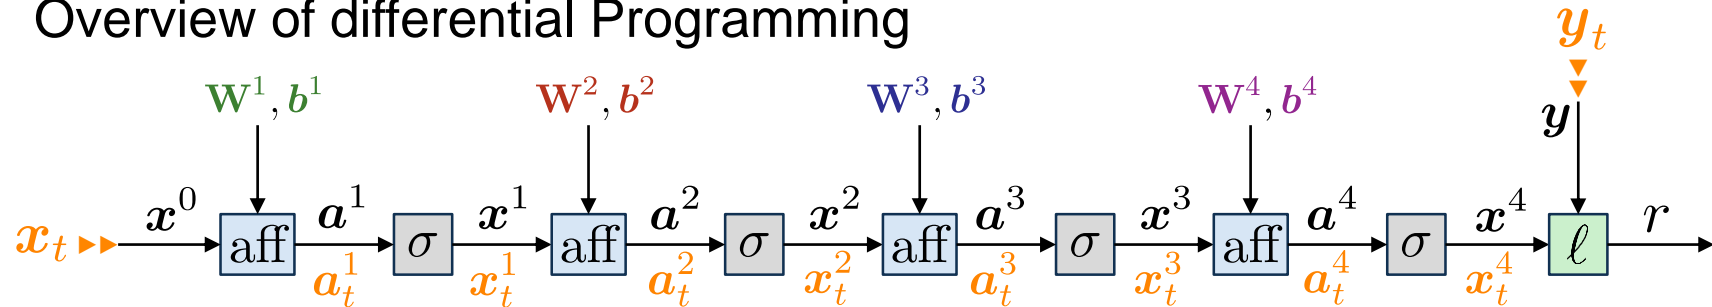 Overview of differential Programming
y_t
W^1, b^1 W^2, b^2 W^3, b^3 W^4, b^4 y
x^0 a^1 x^1 a^2 x^2 a^3 x^3 a^4 x^4 r
x_t aff σ aff σ aff σ aff σ ℓ
a_t^1 x_t^1 a_t^2 x_t^2 a_t^3 x_t^3 a_t^4 x_t^4